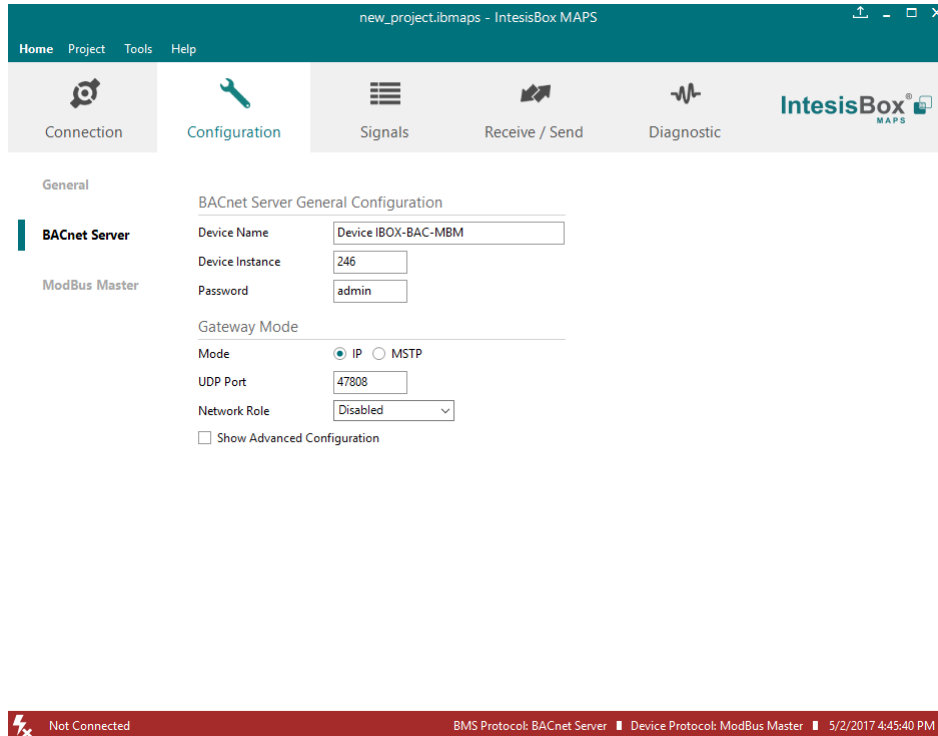 new_project.ibmaps - IntesisBox MAPS
Home Project Tools Help
Connection Configuration Signals Receive / Send Diagnostic
IntesisBox®
MAPS
General
BACnet Server
ModBus Master
BACnet Server General Configuration
Device Name Device IBOX-BAC-MBM
Device Instance 246
Password admin
Gateway Mode
Mode IP MSTP
UDP Port 47808
Network Role Disabled
Show Advanced Configuration
Not Connected BMS Protocol: BACnet Server Device Protocol: ModBus Master 5/2/2017 4:45:40 PM